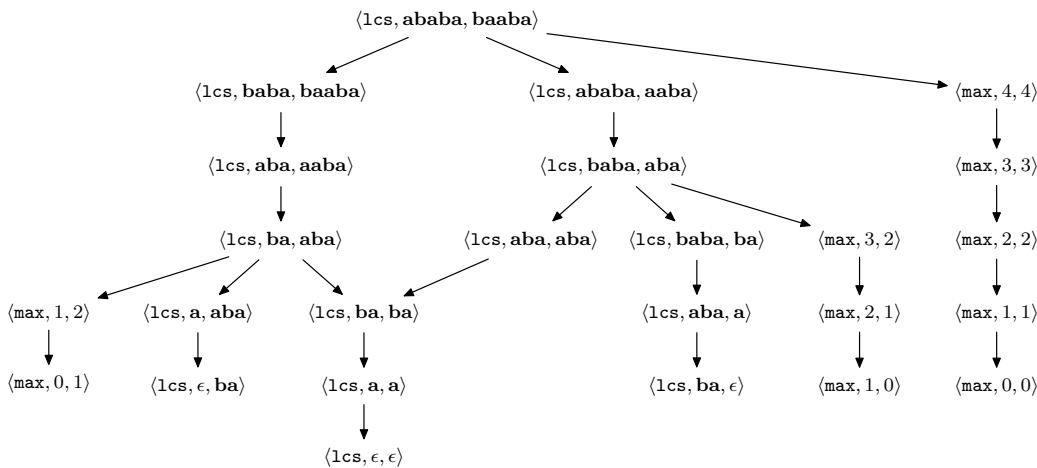 ⟨lcs, ababa, baaba⟩
⟨lcs, baba, baaba⟩ ⟨lcs, ababa, aaba⟩ ⟨max, 4, 4⟩
⟨lcs, aba, aaba⟩ ⟨lcs, baba, aba⟩ ⟨max, 3, 3⟩
⟨lcs, ba, aba⟩ ⟨lcs, aba, aba⟩ ⟨lcs, baba, ba⟩ ⟨max, 3, 2⟩ ⟨max, 2, 2⟩
⟨max, 1, 2⟩ ⟨lcs, a, aba⟩ ⟨lcs, ba, ba⟩ ⟨lcs, aba, a⟩ ⟨max, 2, 1⟩ ⟨max, 1, 1⟩
⟨max, 0, 1⟩ ⟨lcs, ϵ, ba⟩ ⟨lcs, a, a⟩ ⟨lcs, ba, ϵ⟩ ⟨max, 1, 0⟩ ⟨max, 0, 0⟩
⟨lcs, ϵ, ϵ⟩